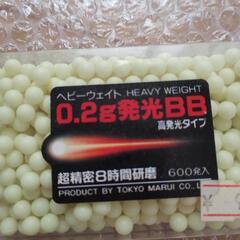 ヘビーウェイト HEAVY WEIGHT
0.2g発光BB
高発光タイプ
超精密8時間研磨
600発入
PRODUCT BY TOKYO MARUI CO.,L